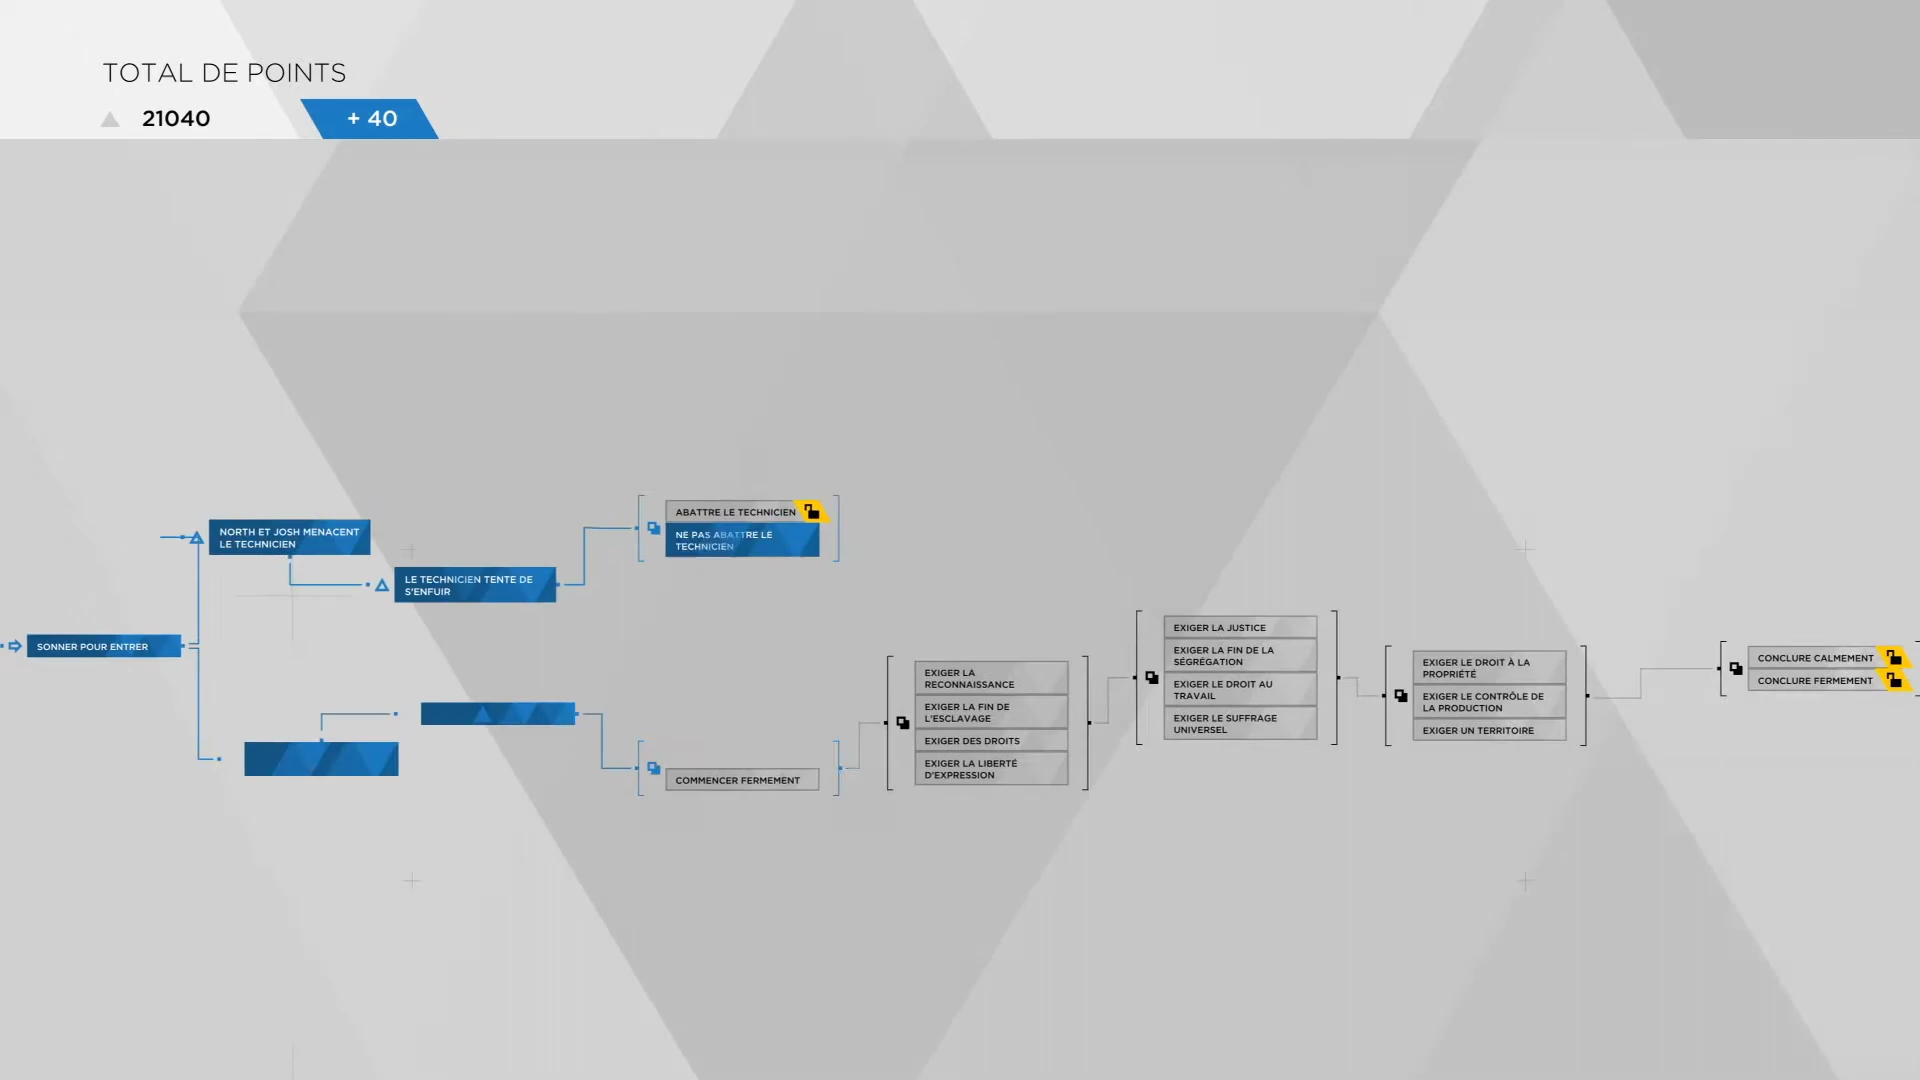 TOTAL DE POINTS
21040
+ 40
NORTH ET JOSH MENACENT
LE TECHNICIEN
LE TECHNICIEN TENTE DE
S'ENFUIR
ABATTRE LE TECHNICIEN
NE PAS ABATTRE LE
TECHNICIEN
SONNER POUR ENTRER
COMMENCER FERMEMENT
EXIGER LA
RECONNAISSANCE
EXIGER LA FIN DE
L'ESCLAVAGE
EXIGER DES DROITS
EXIGER LA LIBERTÉ
D'EXPRESSION
EXIGER LA JUSTICE
EXIGER LA FIN DE LA
SÉGRÉGATION
EXIGER LE DROIT AU
TRAVAIL
EXIGER LE SUFFRAGE
UNIVERSEL
EXIGER LE DROIT À LA
PROPRIÉTÉ
EXIGER LE CONTRÔLE DE
LA PRODUCTION
EXIGER UN TERRITOIRE
CONCLURE CALMEMENT
CONCLURE FERMEMENT